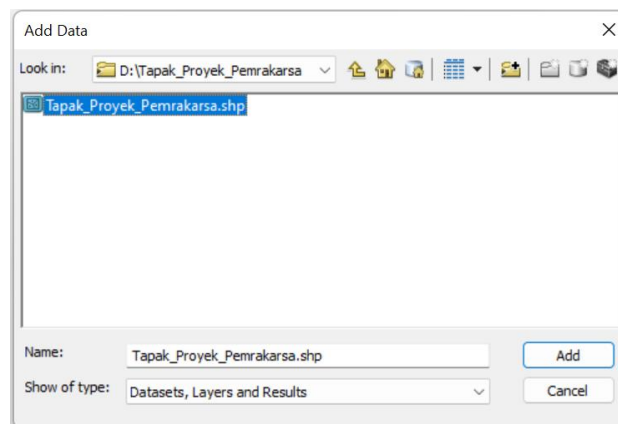 Add Data
Look in: D:\Tapak_Proyek_Pemrakarsa
Tapak_Proyek_Pemrakarsa.shp
Name: Tapak_Proyek_Pemrakarsa.shp Add
Show of type: Datasets, Layers and Results Cancel